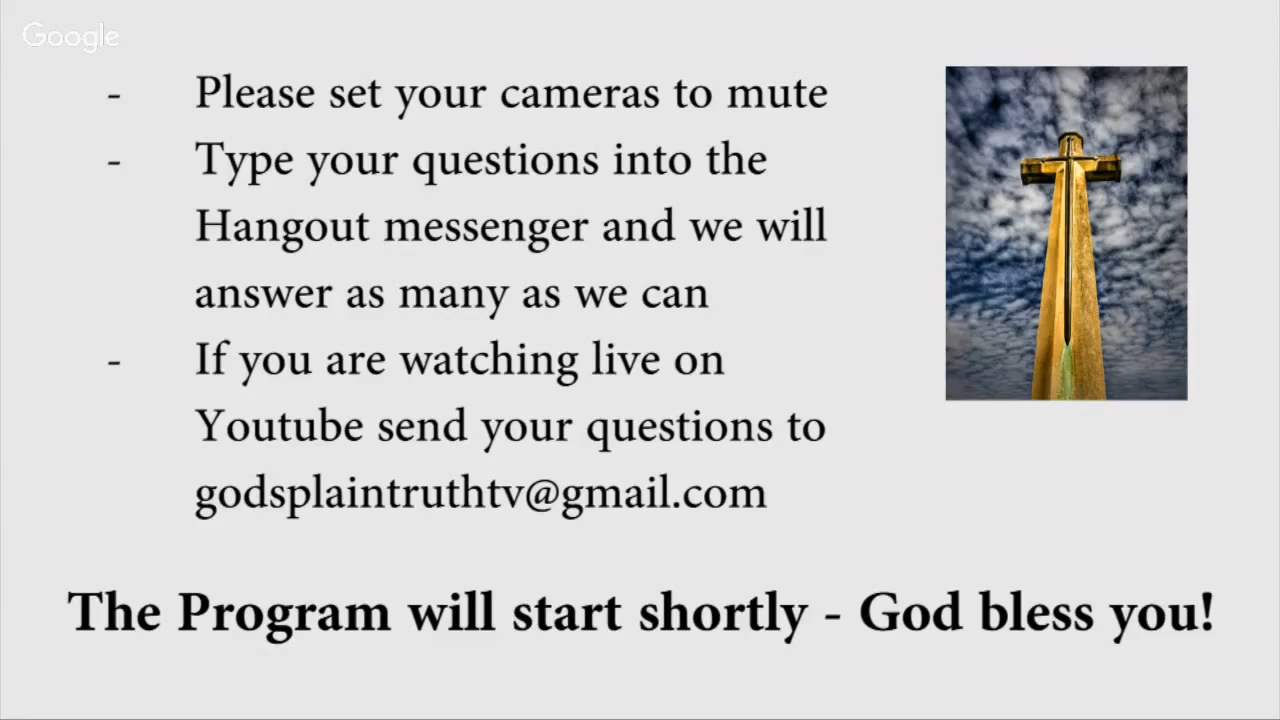 Google
- Please set your cameras to mute
- Type your questions into the
Hangout messenger and we will
answer as many as we can
- If you are watching live on
Youtube send your questions to
godsplaintruthtv@gmail.com
The Program will start shortly - God bless you!